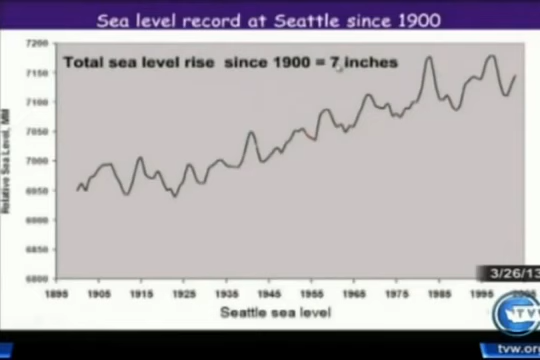 Sea level record at Seattle since 1900
Total sea level rise since 1900 = 7 inches
Relative Sea Level, MM
7200
7150
7100
7050
7000
6950
6900
6850
6800
1895 1905 1915 1925 1935 1945 1955 1965 1975 1985 1995 2005
Seattle sea level
3/26/13
TVW
tvw.org